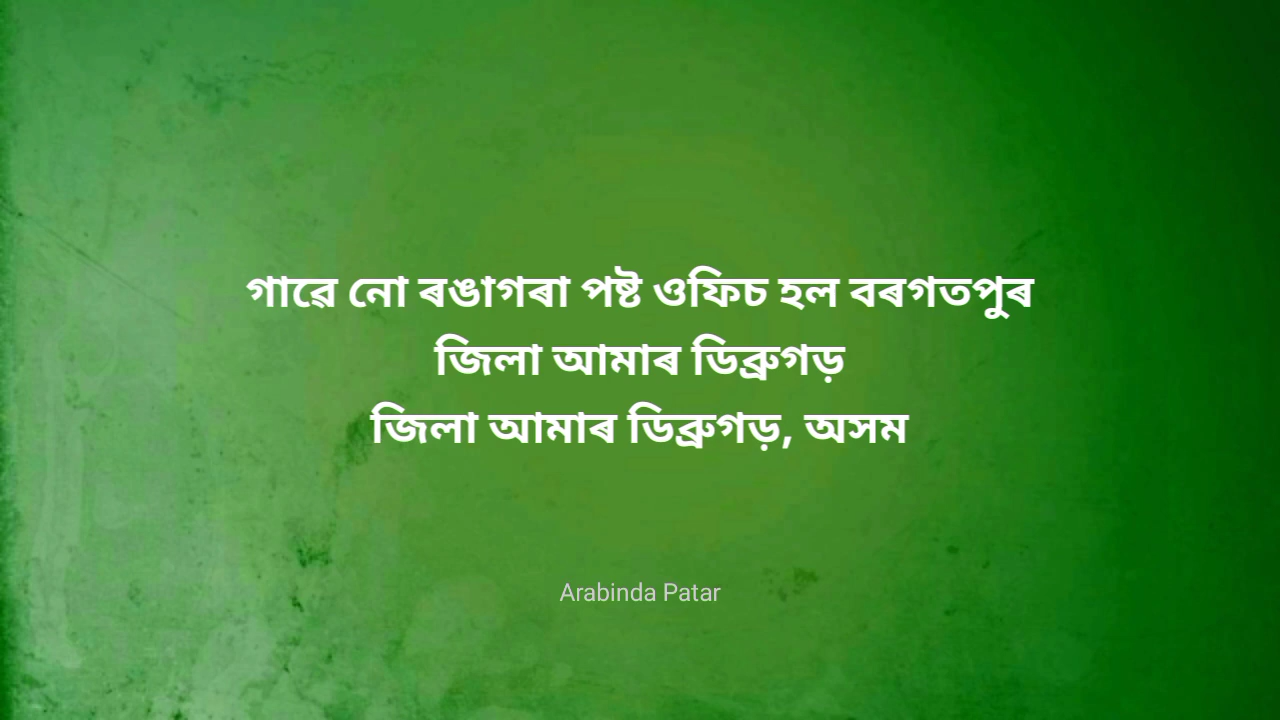 গাৱে নো ৰঙাগৰা পষ্ট ওফিচ হল বৰগতপুৰ
জিলা আমাৰ ডিব্ৰুগড়
জিলা আমাৰ ডিব্ৰুগড়, অসম
Arabinda Patar